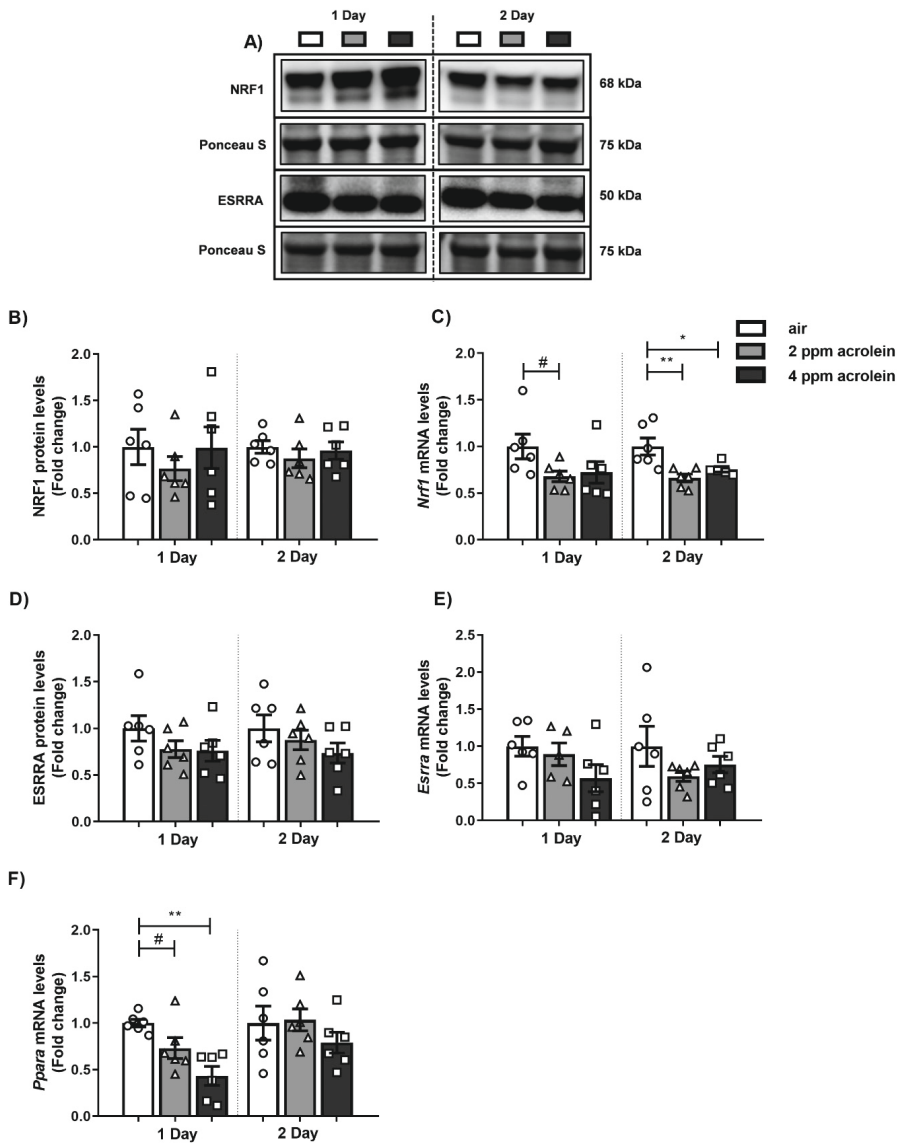 1 Day 2 Day
A)
NRF1 68 kDa
Ponceau S 75 kDa
ESRRA 50 kDa
Ponceau S 75 kDa
B)
NRF1 protein levels
(Fold change)
2.0
1.5
1.0
0.5
0.0
1 Day 2 Day
C)
air
2 ppm acrolein
4 ppm acrolein
Nrf1 mRNA levels
(Fold change)
2.0
1.5
1.0
0.5
0.0
#
*
**
1 Day 2 Day
D)
ESRRA protein levels
(Fold change)
2.0
1.5
1.0
0.5
0.0
1 Day 2 Day
E)
Esrra mRNA levels
(Fold change)
2.5
2.0
1.5
1.0
0.5
0.0
1 Day 2 Day
F)
Ppara mRNA levels
(Fold change)
2.0
1.5
1.0
0.5
0.0
**
#
1 Day 2 Day